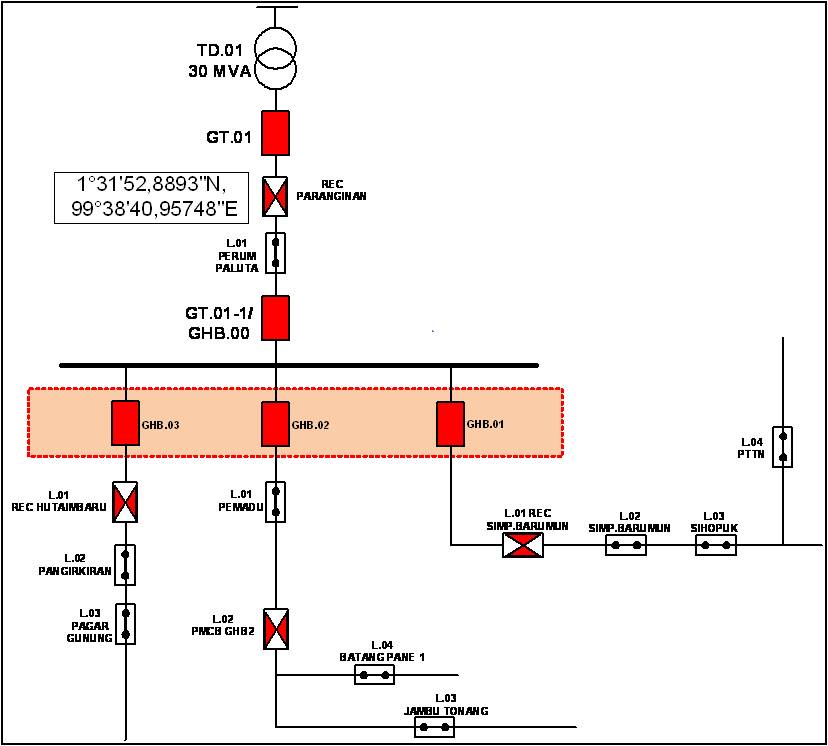 TD.01
30 MVA
GT.01
1°31'52,8893"N,
99°38'40,95748"E
REC
PARANGINAN
L.01
PERUM
PALUTA
GT.01-1/
GHB.00
GHB.03
GHB.02
GHB.01
L.04
PTTN
L.01
REC HUTAIMBARU
L.01
PEMADU
L.01 REC
SIMP.BARUMUN
L.02
SIMP.BARUMUN
L.03
SIHOPUK
L.02
PANGIRKIRAN
L.03
PAGAR
GUNUNG
L.02
PMCB GHB2
L.04
BATANG PANE 1
L.03
JAMBU TONANG